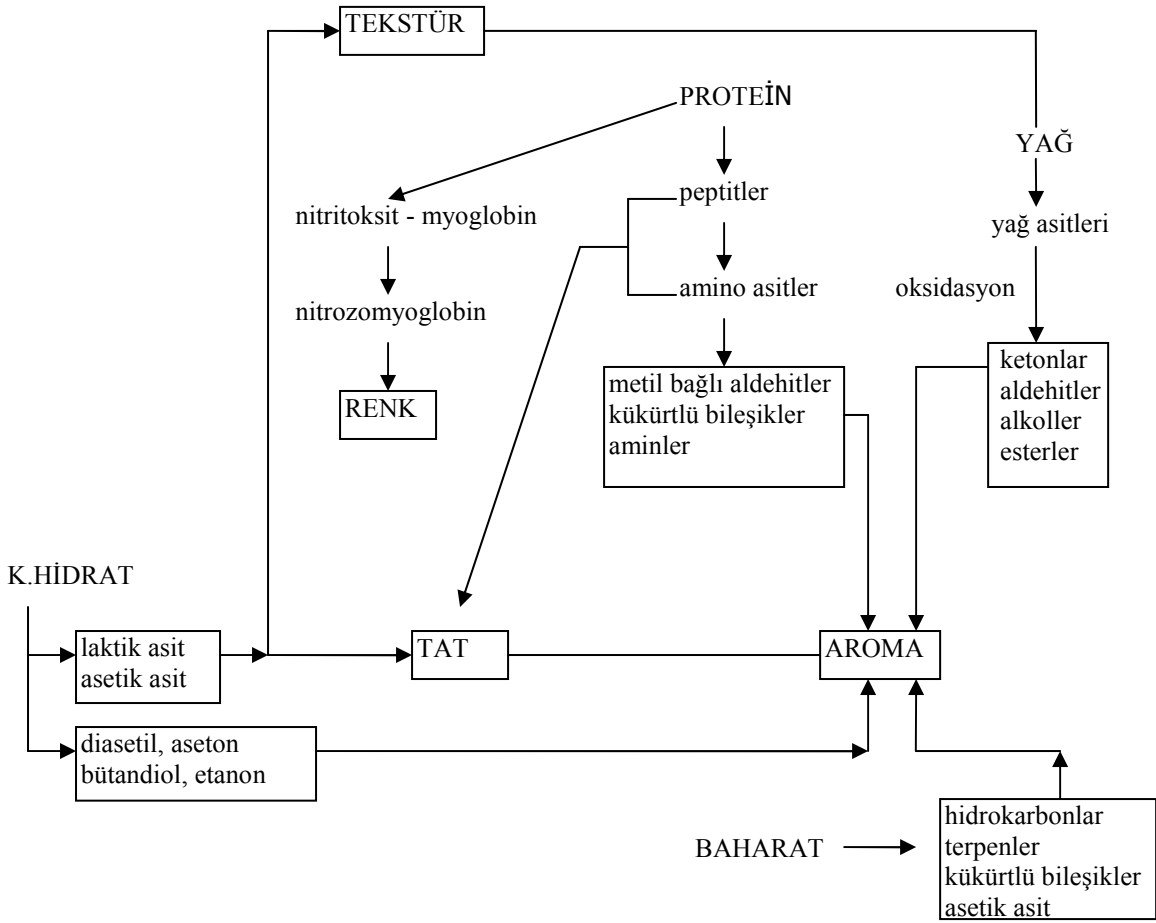 TEKSTÜR
PROTEİN
YAĞ
nitritoksit - myoglobin
peptitler
yağ asitleri
nitrozomyoglobin
amino asitler
oksidasyon
RENK
metil bağlı aldehitler
kükürtlü bileşikler
aminler
ketonlar
aldehitler
alkoller
esterler
K.HİDRAT
laktik asit
asetik asit
TAT
AROMA
diasetil, aseton
bütandiol, etanon
BAHARAT
hidrokarbonlar
terpenler
kükürtlü bileşikler
asetik asit